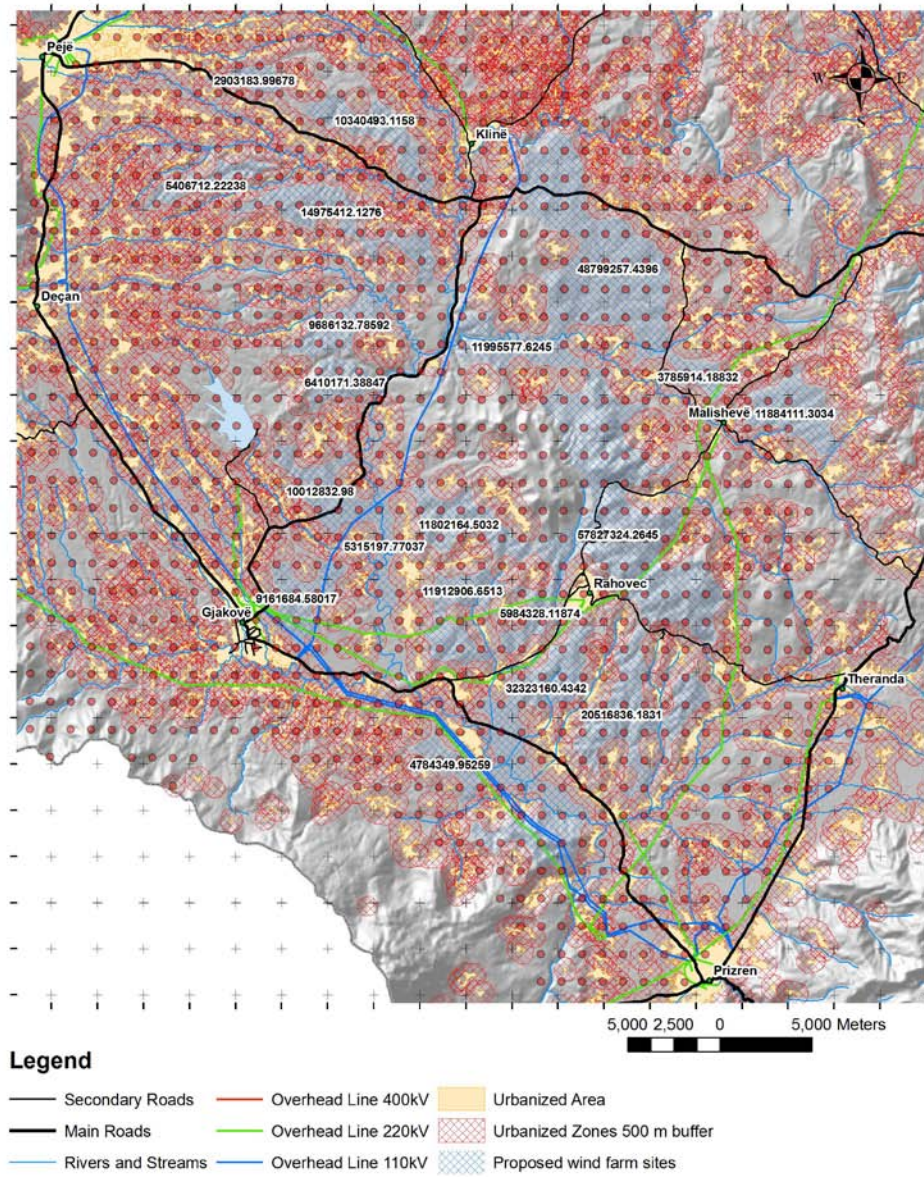 N
Pejë
W E
2903183.99678
S
10340493.1158
Klinë
5406712.22238
14975412.1276
48799257.4396
Deçan
9686132.78592
11995577.6245
6410171.38847
3785914.18832
Malishevë
11884111.3034
10012832.98
11802164.5032
57827324.2645
5315197.77037
Rahovec
11912906.6513
9161684.58017
Gjakovë
5984328.11874
Theranda
32323160.4342
20516836.1831
4784349.95259
Prizren
5,000 2,500 0 5,000 Meters
Legend
Secondary Roads
Overhead Line 400kV
Urbanized Area
Main Roads
Overhead Line 220kV
Urbanized Zones 500 m buffer
Rivers and Streams
Overhead Line 110kV
Proposed wind farm sites